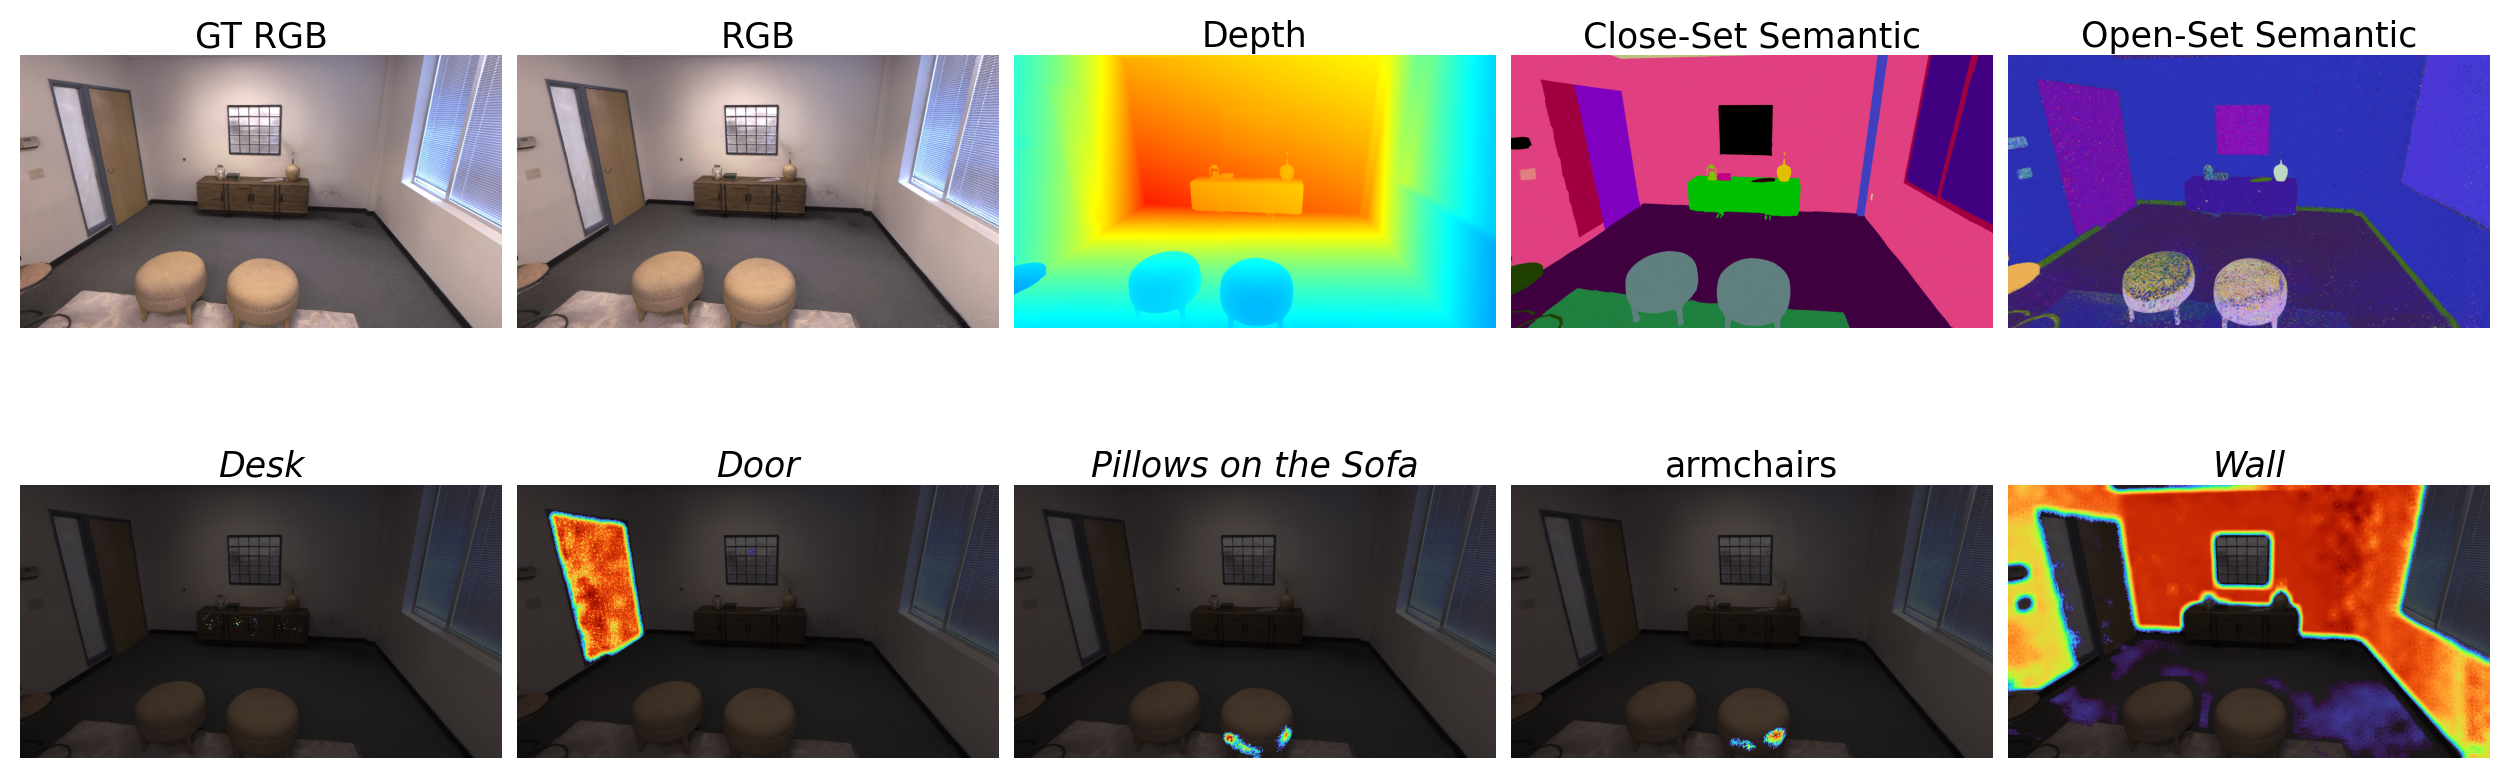 GT RGB
RGB
Depth
Close-Set Semantic
Open-Set Semantic
Desk
Door
Pillows on the Sofa
armchairs
Wall